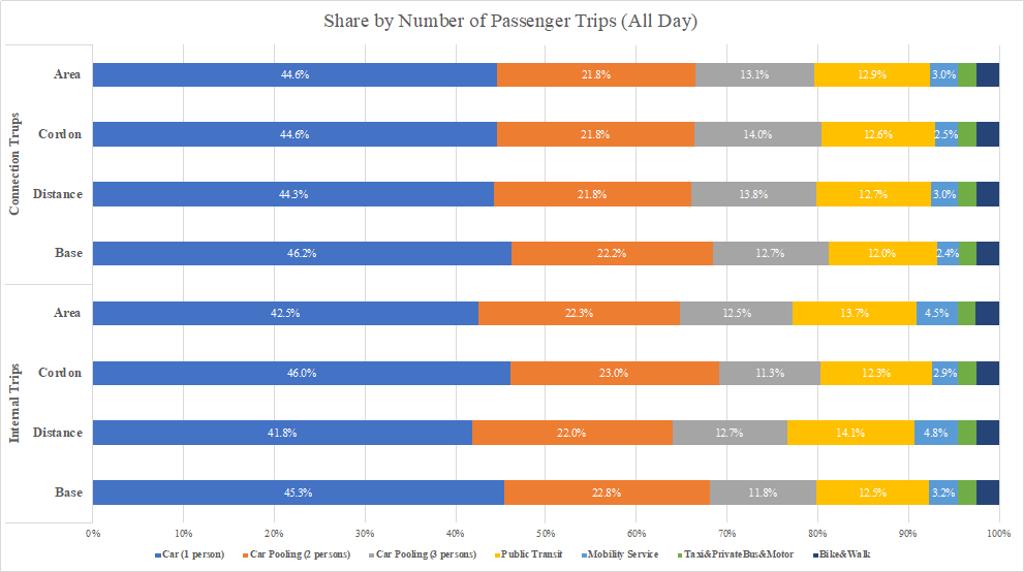 Share by Number of Passenger Trips (All Day)
Connection Trups
Area 44.6% 21.8% 13.1% 12.9% 3.0%
Cordon 44.6% 21.8% 14.0% 12.6% 2.5%
Distance 44.3% 21.8% 13.8% 12.7% 3.0%
Base 46.2% 22.2% 12.7% 12.0% 2.4%
Internal Trips
Area 42.5% 22.3% 12.5% 13.7% 4.5%
Cordon 46.0% 23.0% 11.3% 12.3% 2.9%
Distance 41.8% 22.0% 12.7% 14.1% 4.8%
Base 45.3% 22.8% 11.8% 12.5% 3.2%
0% 10% 20% 30% 40% 50% 60% 70% 80% 90% 100%
Car (1 person) Car Pooling (2 persons) Car Pooling (3 persons) Public Transit Mobility Service Taxi&PrivateBus&Motor Bike&Walk